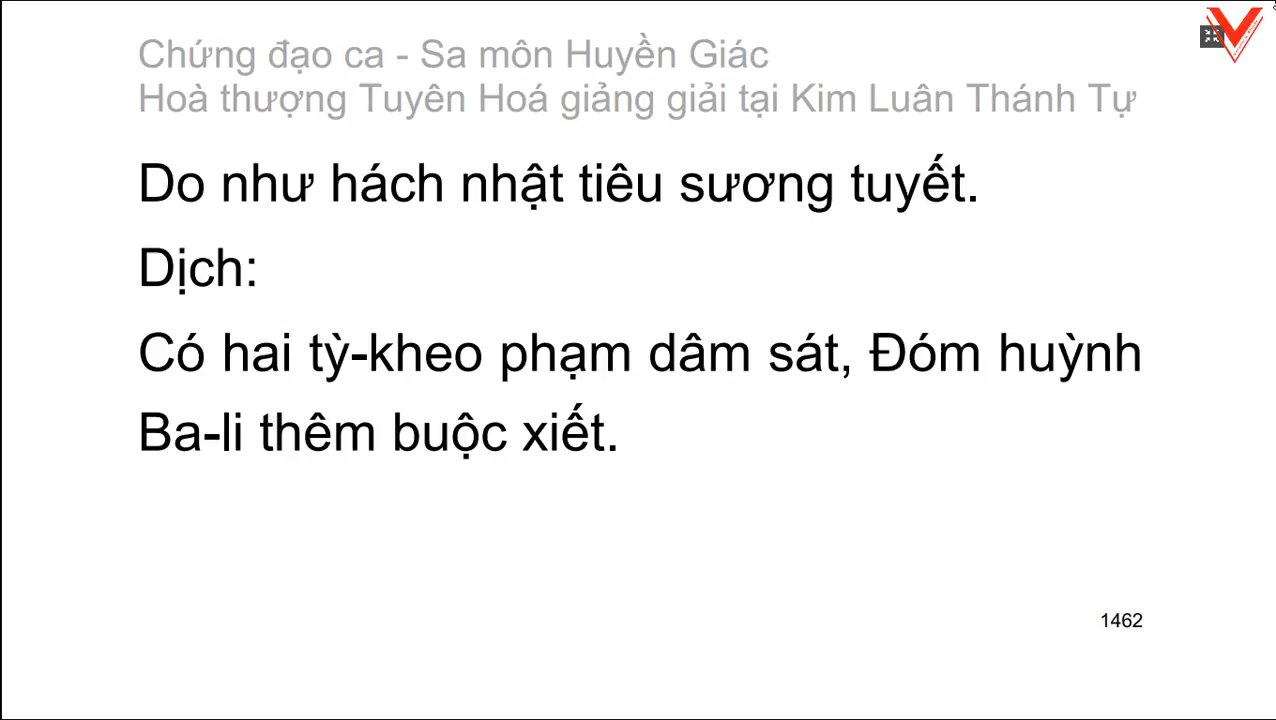 Chứng đạo ca - Sa môn Huyền Giác
Hoà thượng Tuyên Hoá giảng giải tại Kim Luân Thánh Tự
Do như hách nhật tiêu sương tuyết.
Dịch:
Có hai tỳ-kheo phạm dâm sát, Đóm huỳnh
Ba-li thêm buộc xiết.
1462